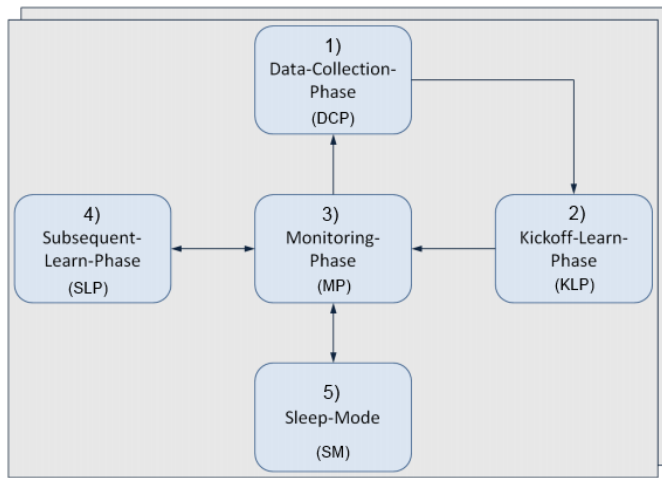 1)
Data-Collection-
Phase
(DCP)
4)
Subsequent-
Learn-Phase
(SLP)
3)
Monitoring-
Phase
(MP)
2)
Kickoff-Learn-
Phase
(KLP)
5)
Sleep-Mode
(SM)